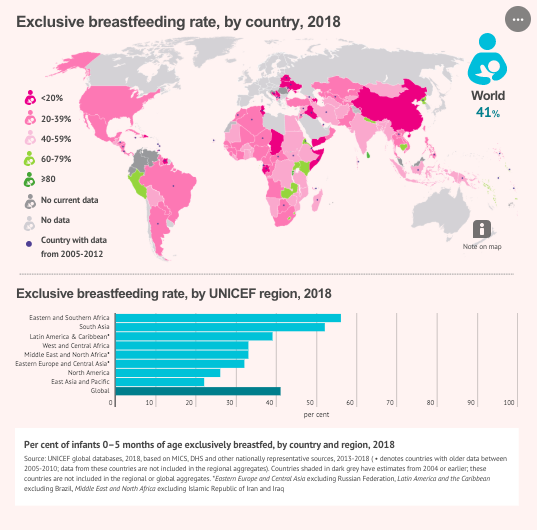 Exclusive breastfeeding rate, by country, 2018
<20%
20-39%
40-59%
60-79%
≥80
No current data
No data
Country with data
from 2005-2012
World
41%
Note on map
Exclusive breastfeeding rate, by UNICEF region, 2018
Eastern and Southern Africa
South Asia
Latin America & Caribbean*
West and Central Africa
Middle East and North Africa*
Eastern Europe and Central Asia*
North America
East Asia and Pacific
Global
0 10 20 30 40 50 60 70 80 90 100
per cent
Per cent of infants 0–5 months of age exclusively breastfed, by country and region, 2018
Source: UNICEF global databases, 2018, based on MICS, DHS and other nationally representative sources, 2013-2018 ( • denotes countries with older data between
2005-2010; data from these countries are not included in the regional aggregates). Countries shaded in dark grey have estimates from 2004 or earlier; these
countries are not included in the regional or global aggregates. *Eastern Europe and Central Asia excluding Russian Federation, Latin America and the Caribbean
excluding Brazil, Middle East and North Africa excluding Islamic Republic of Iran and Iraq